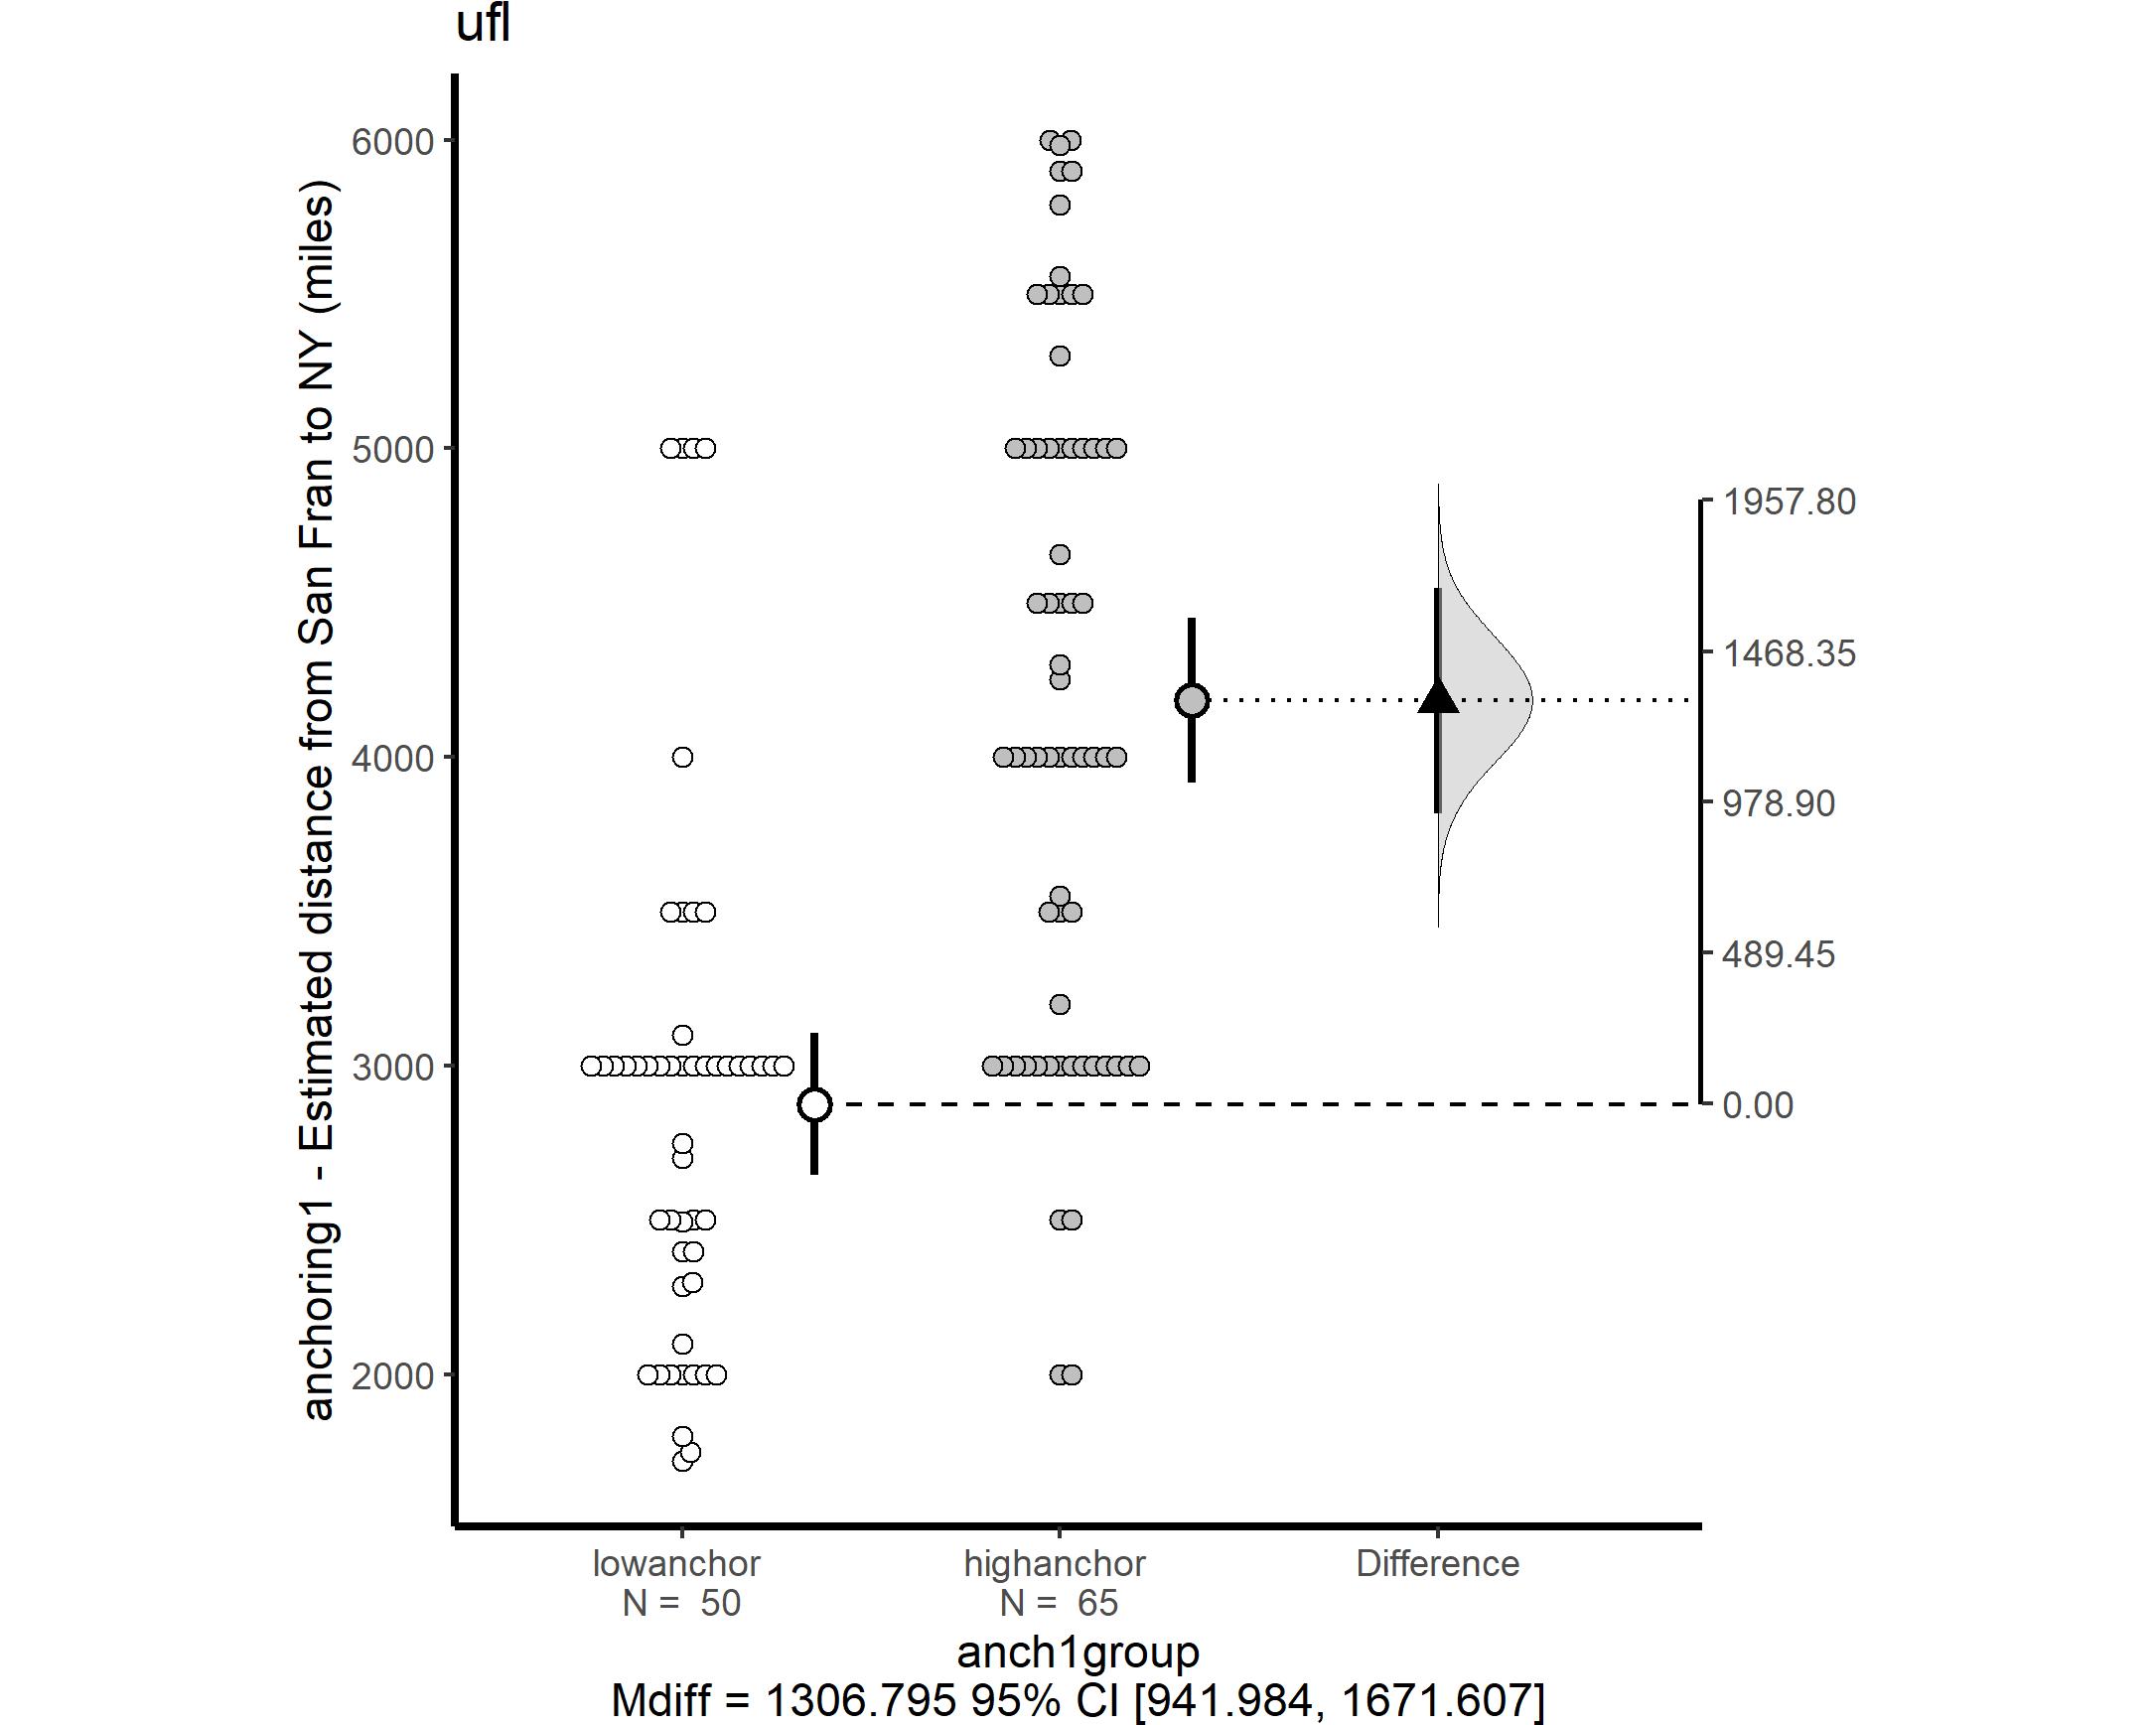 ufl
anchoring1 - Estimated distance from San Fran to NY (miles)
6000
5000
4000
3000
2000
1957.80
1468.35
978.90
489.45
0.00
lowanchor
N =  50
highanchor
N =  65
Difference
anch1group
Mdiff = 1306.795 95% CI [941.984, 1671.607]